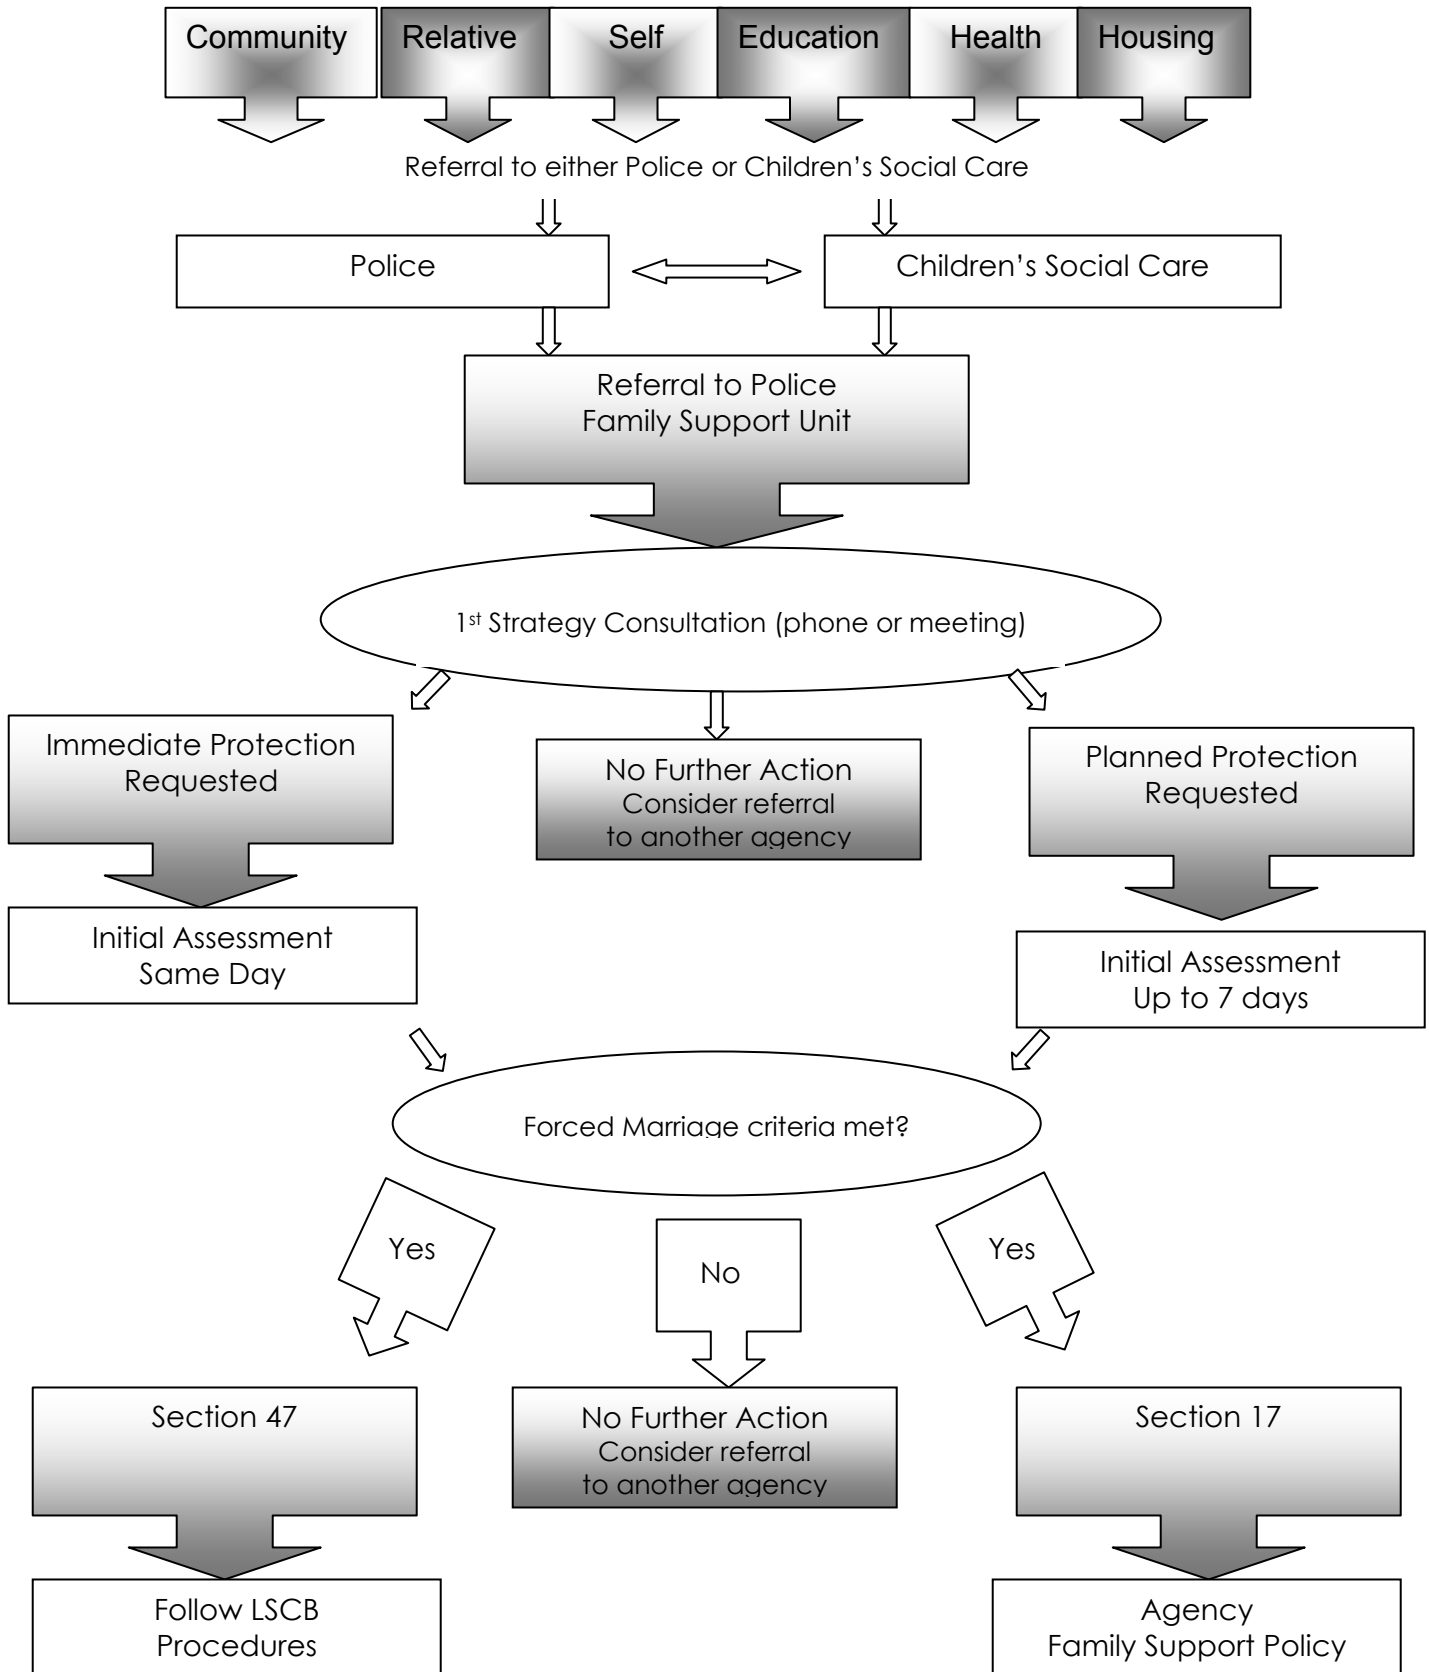 Community Relative Self Education Health Housing
Referral to either Police or Children's Social Care
Police
Children's Social Care
Referral to Police
Family Support Unit
1st Strategy Consultation (phone or meeting)
Immediate Protection
Requested
No Further Action
Consider referral
to another agency
Planned Protection
Requested
Initial Assessment
Same Day
Initial Assessment
Up to 7 days
Forced Marriage criteria met?
Yes
No
Yes
Section 47
No Further Action
Consider referral
to another agency
Section 17
Follow LSCB
Procedures
Agency
Family Support Policy